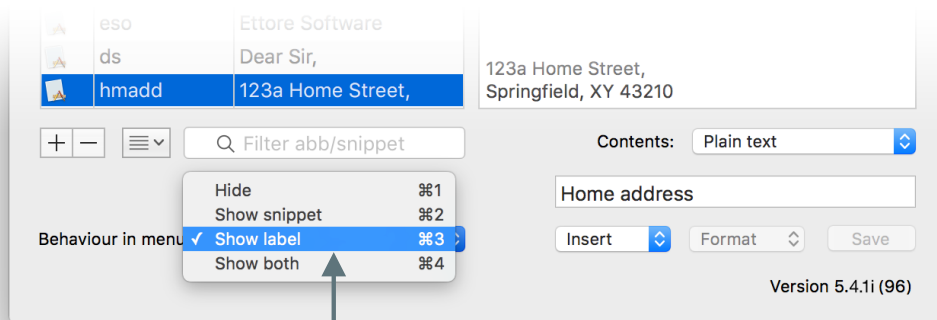 eso Ettore Software
ds Dear Sir,
hmadd 123a Home Street,
123a Home Street,
Springfield, XY 43210
Filter abb/snippet
Contents: Plain text
Hide ⌘1
Show snippet ⌘2
Behaviour in menu ✓ Show label ⌘3
Show both ⌘4
Home address
Insert Format Save
Version 5.4.1i (96)